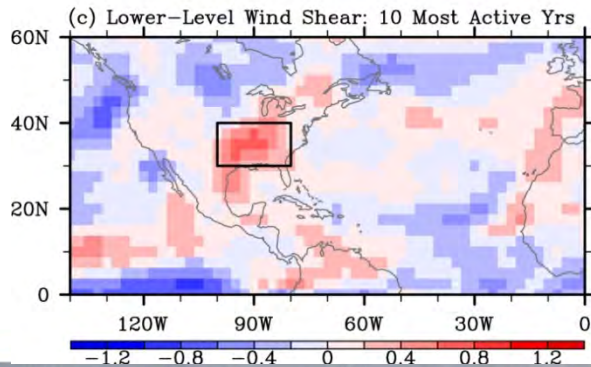 (c) Lower-Level Wind Shear: 10 Most Active Yrs
60N
40N
20N
0
120W 90W 60W 30W 0
-1.2 -0.8 -0.4 0 0.4 0.8 1.2